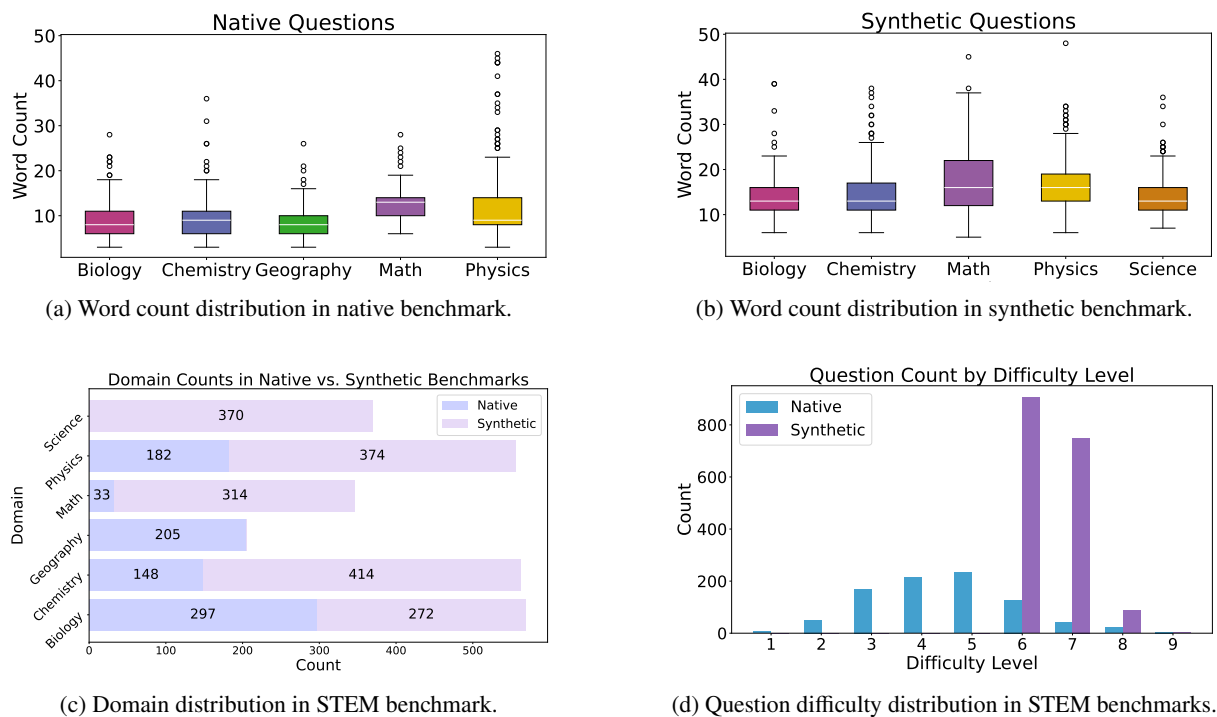 Native Questions
50
40
30
20
10
Word Count
Biology Chemistry Geography Math Physics
(a) Word count distribution in native benchmark.
Synthetic Questions
50
40
30
20
10
Word Count
Biology Chemistry Math Physics Science
(b) Word count distribution in synthetic benchmark.
Domain Counts in Native vs. Synthetic Benchmarks
Native
Synthetic
Domain
Science 370
Physics 182 374
Math 33 314
Geography 205
Chemistry 148 414
Biology 297 272
0 100 200 300 400 500
Count
(c) Domain distribution in STEM benchmark.
Question Count by Difficulty Level
Native
Synthetic
800
600
400
200
0
Count
1 2 3 4 5 6 7 8 9
Difficulty Level
(d) Question difficulty distribution in STEM benchmarks.